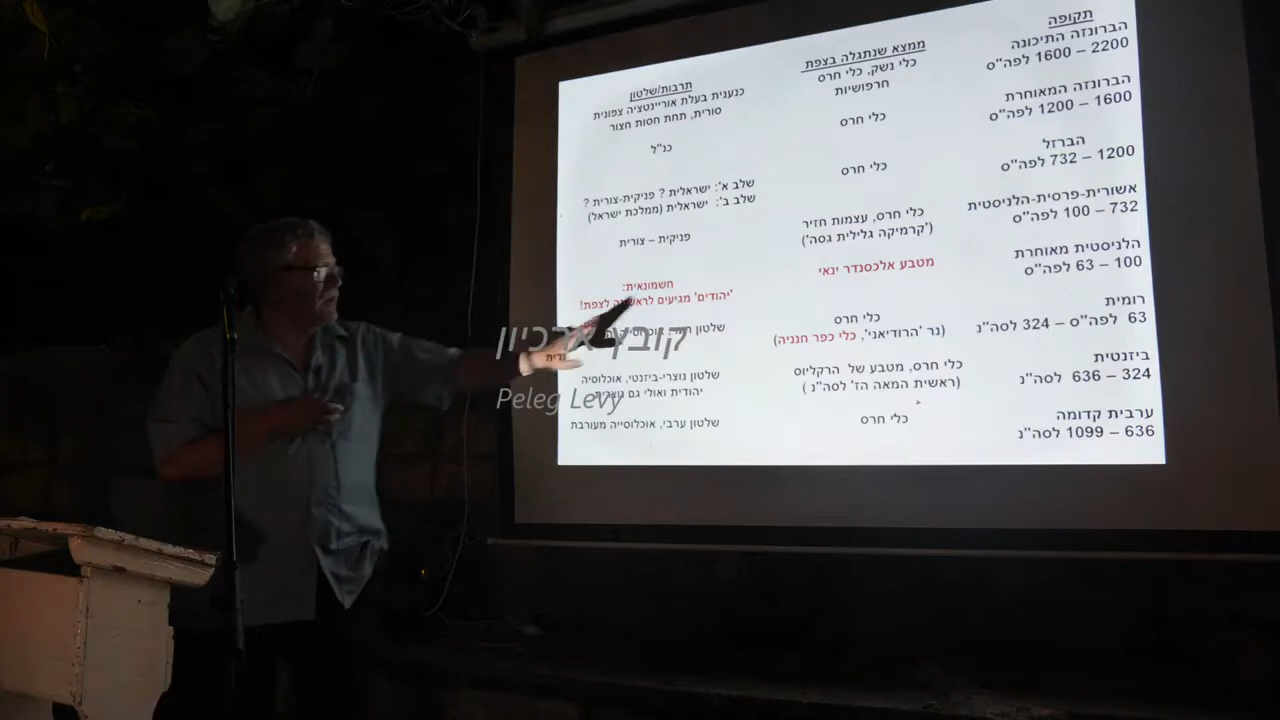 תקופה
הברונזה התיכונה
2200 – 1600 לפה"ס
הברונזה המאוחרת
1600 – 1200 לפה"ס
הברזל
1200 – 732 לפה"ס
אשורית-פרסית-הלניסטית
732 – 100 לפה"ס
הלניסטית מאוחרת
100 – 63 לפה"ס
רומית
63 לפה"ס – 324 לסה"נ
ביזנטית
324 – 636 לסה"נ
ערבית קדומה
636 – 1099 לסה"נ
ממצא שנתגלה בצפת
כלי נשק, כלי חרס
חרפושיות
כלי חרס
כלי חרס
כלי חרס, עצמות חזיר
('קרמיקה גלילית גסה')
מטבע אלכסנדר ינאי
כלי חרס
(נר 'הרודיאני', כלי כפר חנניה)
כלי חרס, מטבע של הרקליוס
(ראשית המאה הז' לסה"נ )
כלי חרס
תרבות/שלטון
כנענית בעלת אוריינטציה צפונית
סורית, תחת חסות חצור
כנ"ל
שלב א': ישראלית ? פניקית-צורית ?
שלב ב': ישראלית (ממלכת ישראל)
פניקית – צורית
חשמונאית:
'יהודים' מגיעים לראשונה לצפת!
שלטון
שלטון נוצרי-ביזנטי, אוכלוסיה
יהודית ואולי גם נוצרית
שלטון ערבי, אוכלוסייה מעורבת
קובץ ארכיון
Peleg Levy